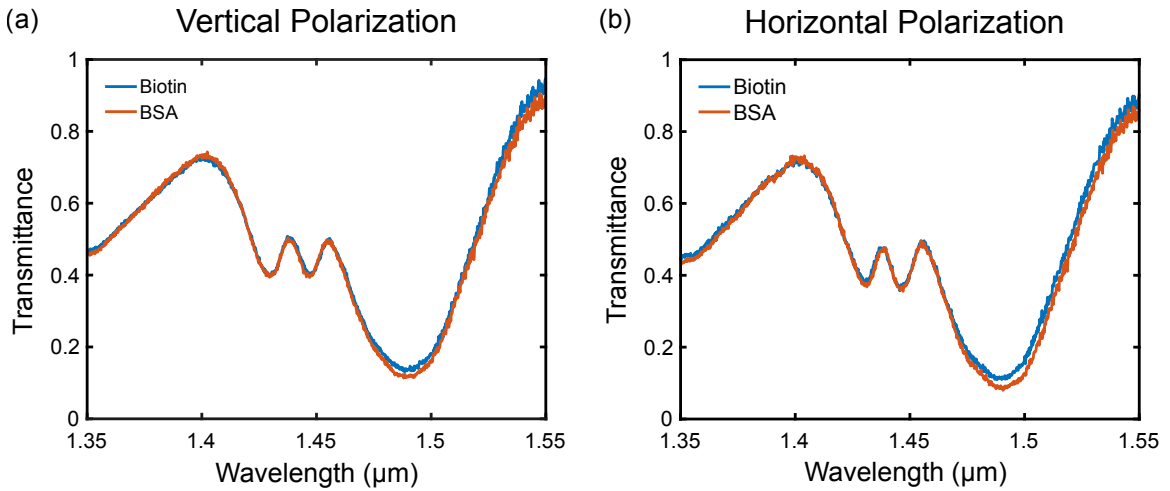 (a) Vertical Polarization
1
0.8
0.6
0.4
0.2
0
Transmittance
Biotin
BSA
1.35 1.4 1.45 1.5 1.55
Wavelength (µm)
(b) Horizontal Polarization
1
0.8
0.6
0.4
0.2
0
Transmittance
Biotin
BSA
1.35 1.4 1.45 1.5 1.55
Wavelength (µm)